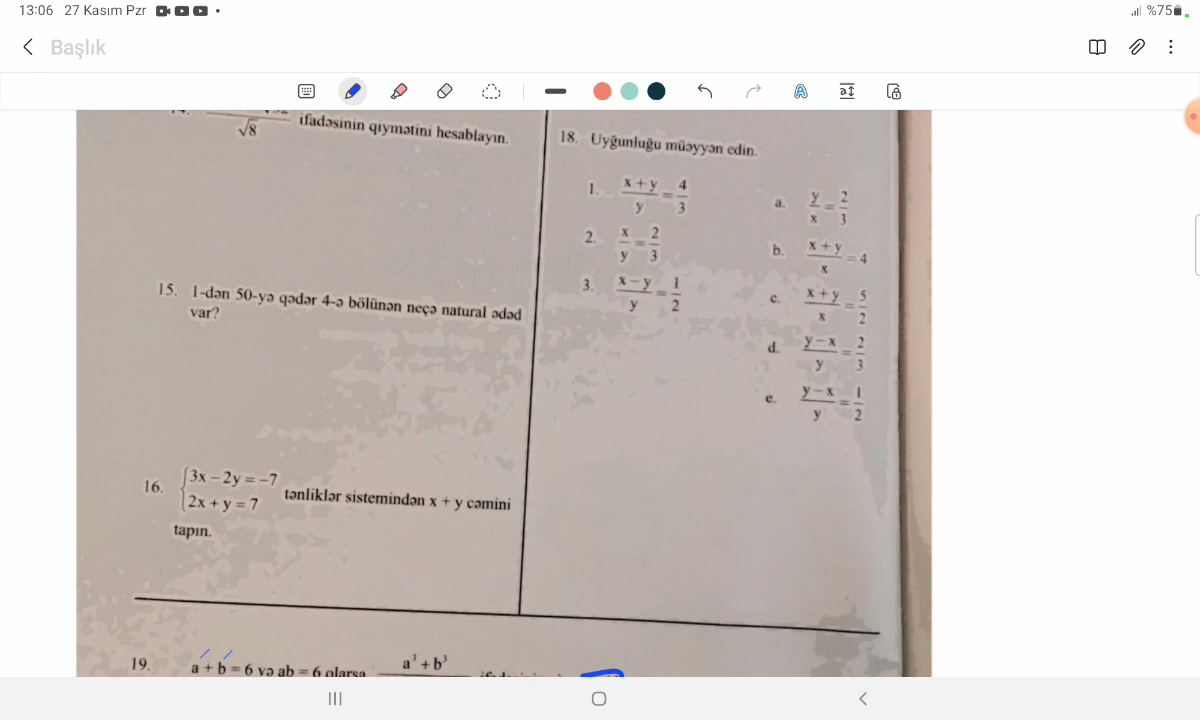 13:06 27 Kasım Pzr
%75
Başlık
√8 ifadəsinin qiymətini hesablayın.
15. 1-dən 50-yə qədər 4-ə bölünən neçə natural ədəd
var?
16. {3x – 2y = –7
2x + y = 7 tənliklər sistemindən x + y cəmini
tapın.
18. Uyğunluğu müəyyən edin.
1. x + y / y = 4 / 3
2. x / y = 2 / 3
3. x – y / y = 1 / 2
a. y / x = 2 / 3
b. x + y / x = 4
c. x + y / x = 5 / 2
d. y – x / y = 2 / 3
e. y – x / y = 1 / 2
19. a + b = 6 və ab = 6 olarsa a³ + b³